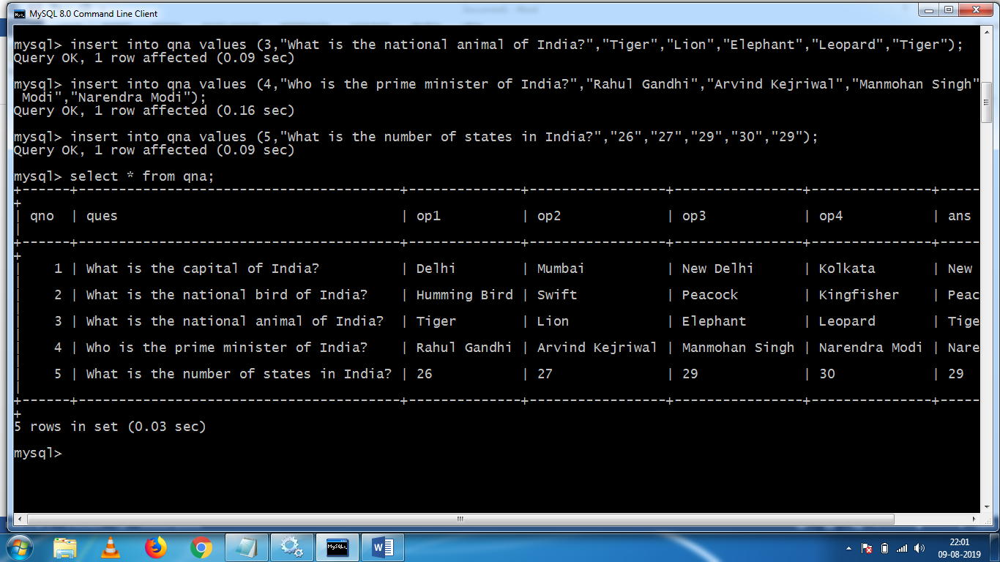 MySQL 8.0 Command Line Client
mysql> insert into qna values (3,"What is the national animal of India?","Tiger","Lion","Elephant","Leopard","Tiger");
Query OK, 1 row affected (0.09 sec)
mysql> insert into qna values (4,"Who is the prime minister of India?","Rahul Gandhi","Arvind Kejriwal","Manmohan Singh"
Modi","Narendra Modi");
Query OK, 1 row affected (0.16 sec)
mysql> insert into qna values (5,"What is the number of states in India?","26","27","29","30","29");
Query OK, 1 row affected (0.09 sec)
mysql> select * from qna;
+------+----------------------------------------+--------------+-----------------+----------------+--------------+-----
+
| qno | ques | op1 | op2 | op3 | op4 | ans
|
+------+----------------------------------------+--------------+-----------------+----------------+--------------+-----
+
| 1 | What is the capital of India? | Delhi | Mumbai | New Delhi | Kolkata | New
|
| 2 | What is the national bird of India? | Humming Bird | Swift | Peacock | Kingfisher | Peac
|
| 3 | What is the national animal of India? | Tiger | Lion | Elephant | Leopard | Tige
|
| 4 | Who is the prime minister of India? | Rahul Gandhi | Arvind Kejriwal | Manmohan Singh | Narendra Modi | Nare
|
| 5 | What is the number of states in India? | 26 | 27 | 29 | 30 | 29
|
+------+----------------------------------------+--------------+-----------------+----------------+--------------+-----
+
5 rows in set (0.03 sec)
mysql>
MySQL
W
22:01
09-08-2019